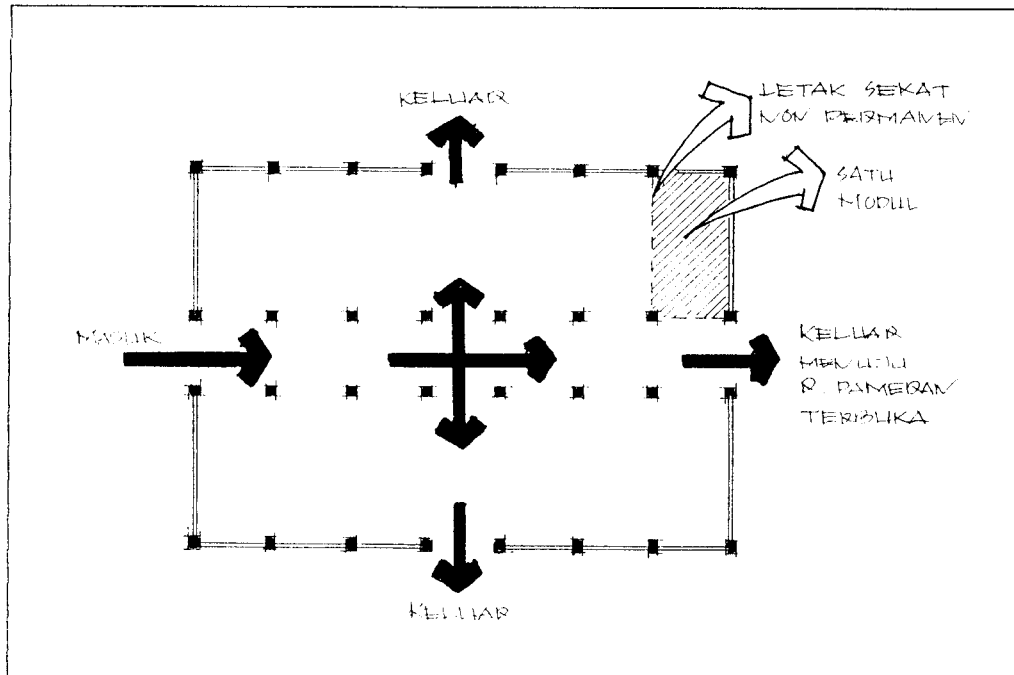 KELUAR
LETAK SEKAT
NON PERMANEN
SATU
MODUL
MASUK
KELUAR
MENUJU
R. PAMERAN
TERBUKA
KELUAR